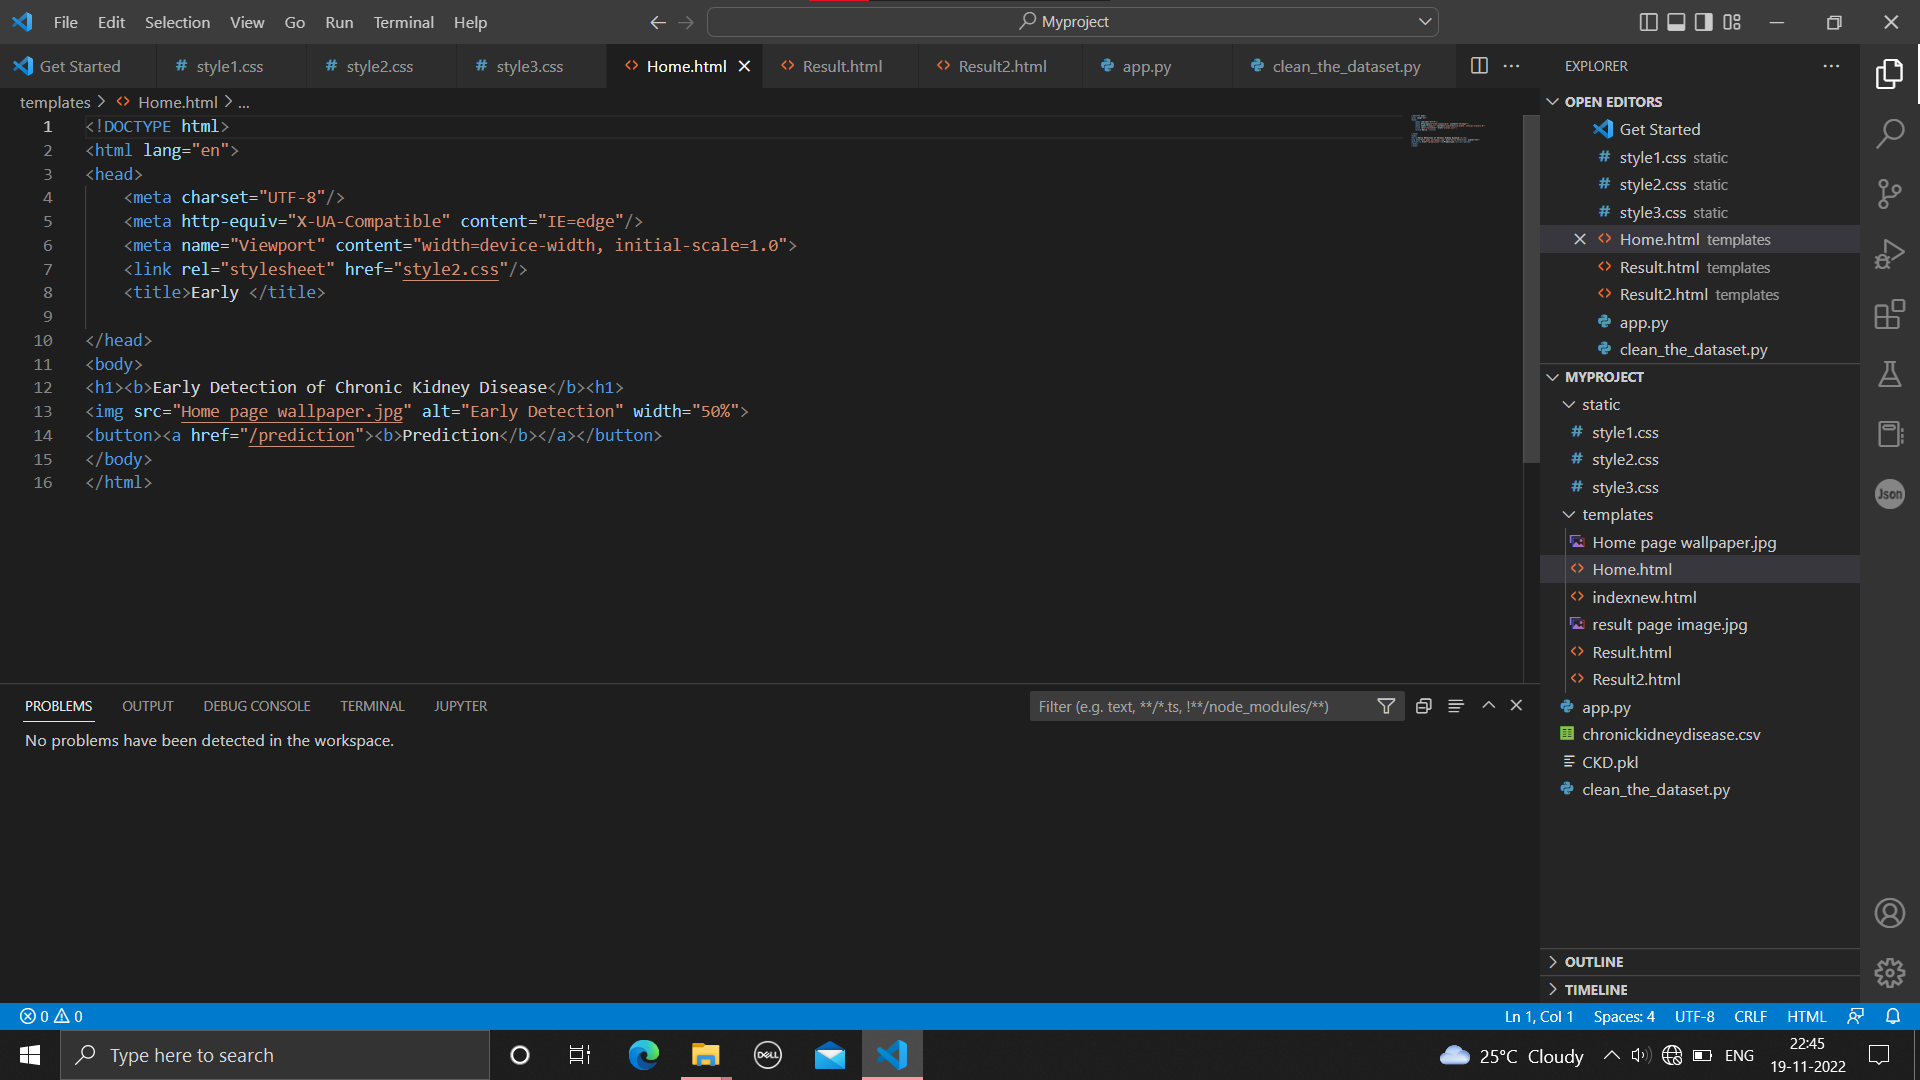 File Edit Selection View Go Run Terminal Help
Myproject
Get Started
# style1.css
# style2.css
# style3.css
<> Home.html
<> Result.html
<> Result2.html
app.py
clean_the_dataset.py
templates > <> Home.html > ...
1 <!DOCTYPE html>
2 <html lang="en">
3 <head>
4 <meta charset="UTF-8"/>
5 <meta http-equiv="X-UA-Compatible" content="IE=edge"/>
6 <meta name="Viewport" content="width=device-width, initial-scale=1.0">
7 <link rel="stylesheet" href="style2.css"/>
8 <title>Early </title>
9
10 </head>
11 <body>
12 <h1><b>Early Detection of Chronic Kidney Disease</b><h1>
13 <img src="Home page wallpaper.jpg" alt="Early Detection" width="50%">
14 <button><a href="/prediction"><b>Prediction</b></a></button>
15 </body>
16 </html>
PROBLEMS OUTPUT DEBUG CONSOLE TERMINAL JUPYTER
Filter (e.g. text, **/*.ts, !**/node_modules/**)
No problems have been detected in the workspace.
EXPLORER
OPEN EDITORS
Get Started
# style1.css static
# style2.css static
# style3.css static
<> Home.html templates
<> Result.html templates
<> Result2.html templates
app.py
clean_the_dataset.py
MYPROJECT
static
# style1.css
# style2.css
# style3.css
templates
Home page wallpaper.jpg
<> Home.html
<> indexnew.html
result page image.jpg
<> Result.html
<> Result2.html
app.py
chronickidneydisease.csv
CKD.pkl
clean_the_dataset.py
OUTLINE
TIMELINE
Json
0 0
Ln 1, Col 1 Spaces: 4 UTF-8 CRLF HTML
Type here to search
DELL
25°C Cloudy
ENG
22:45
19-11-2022